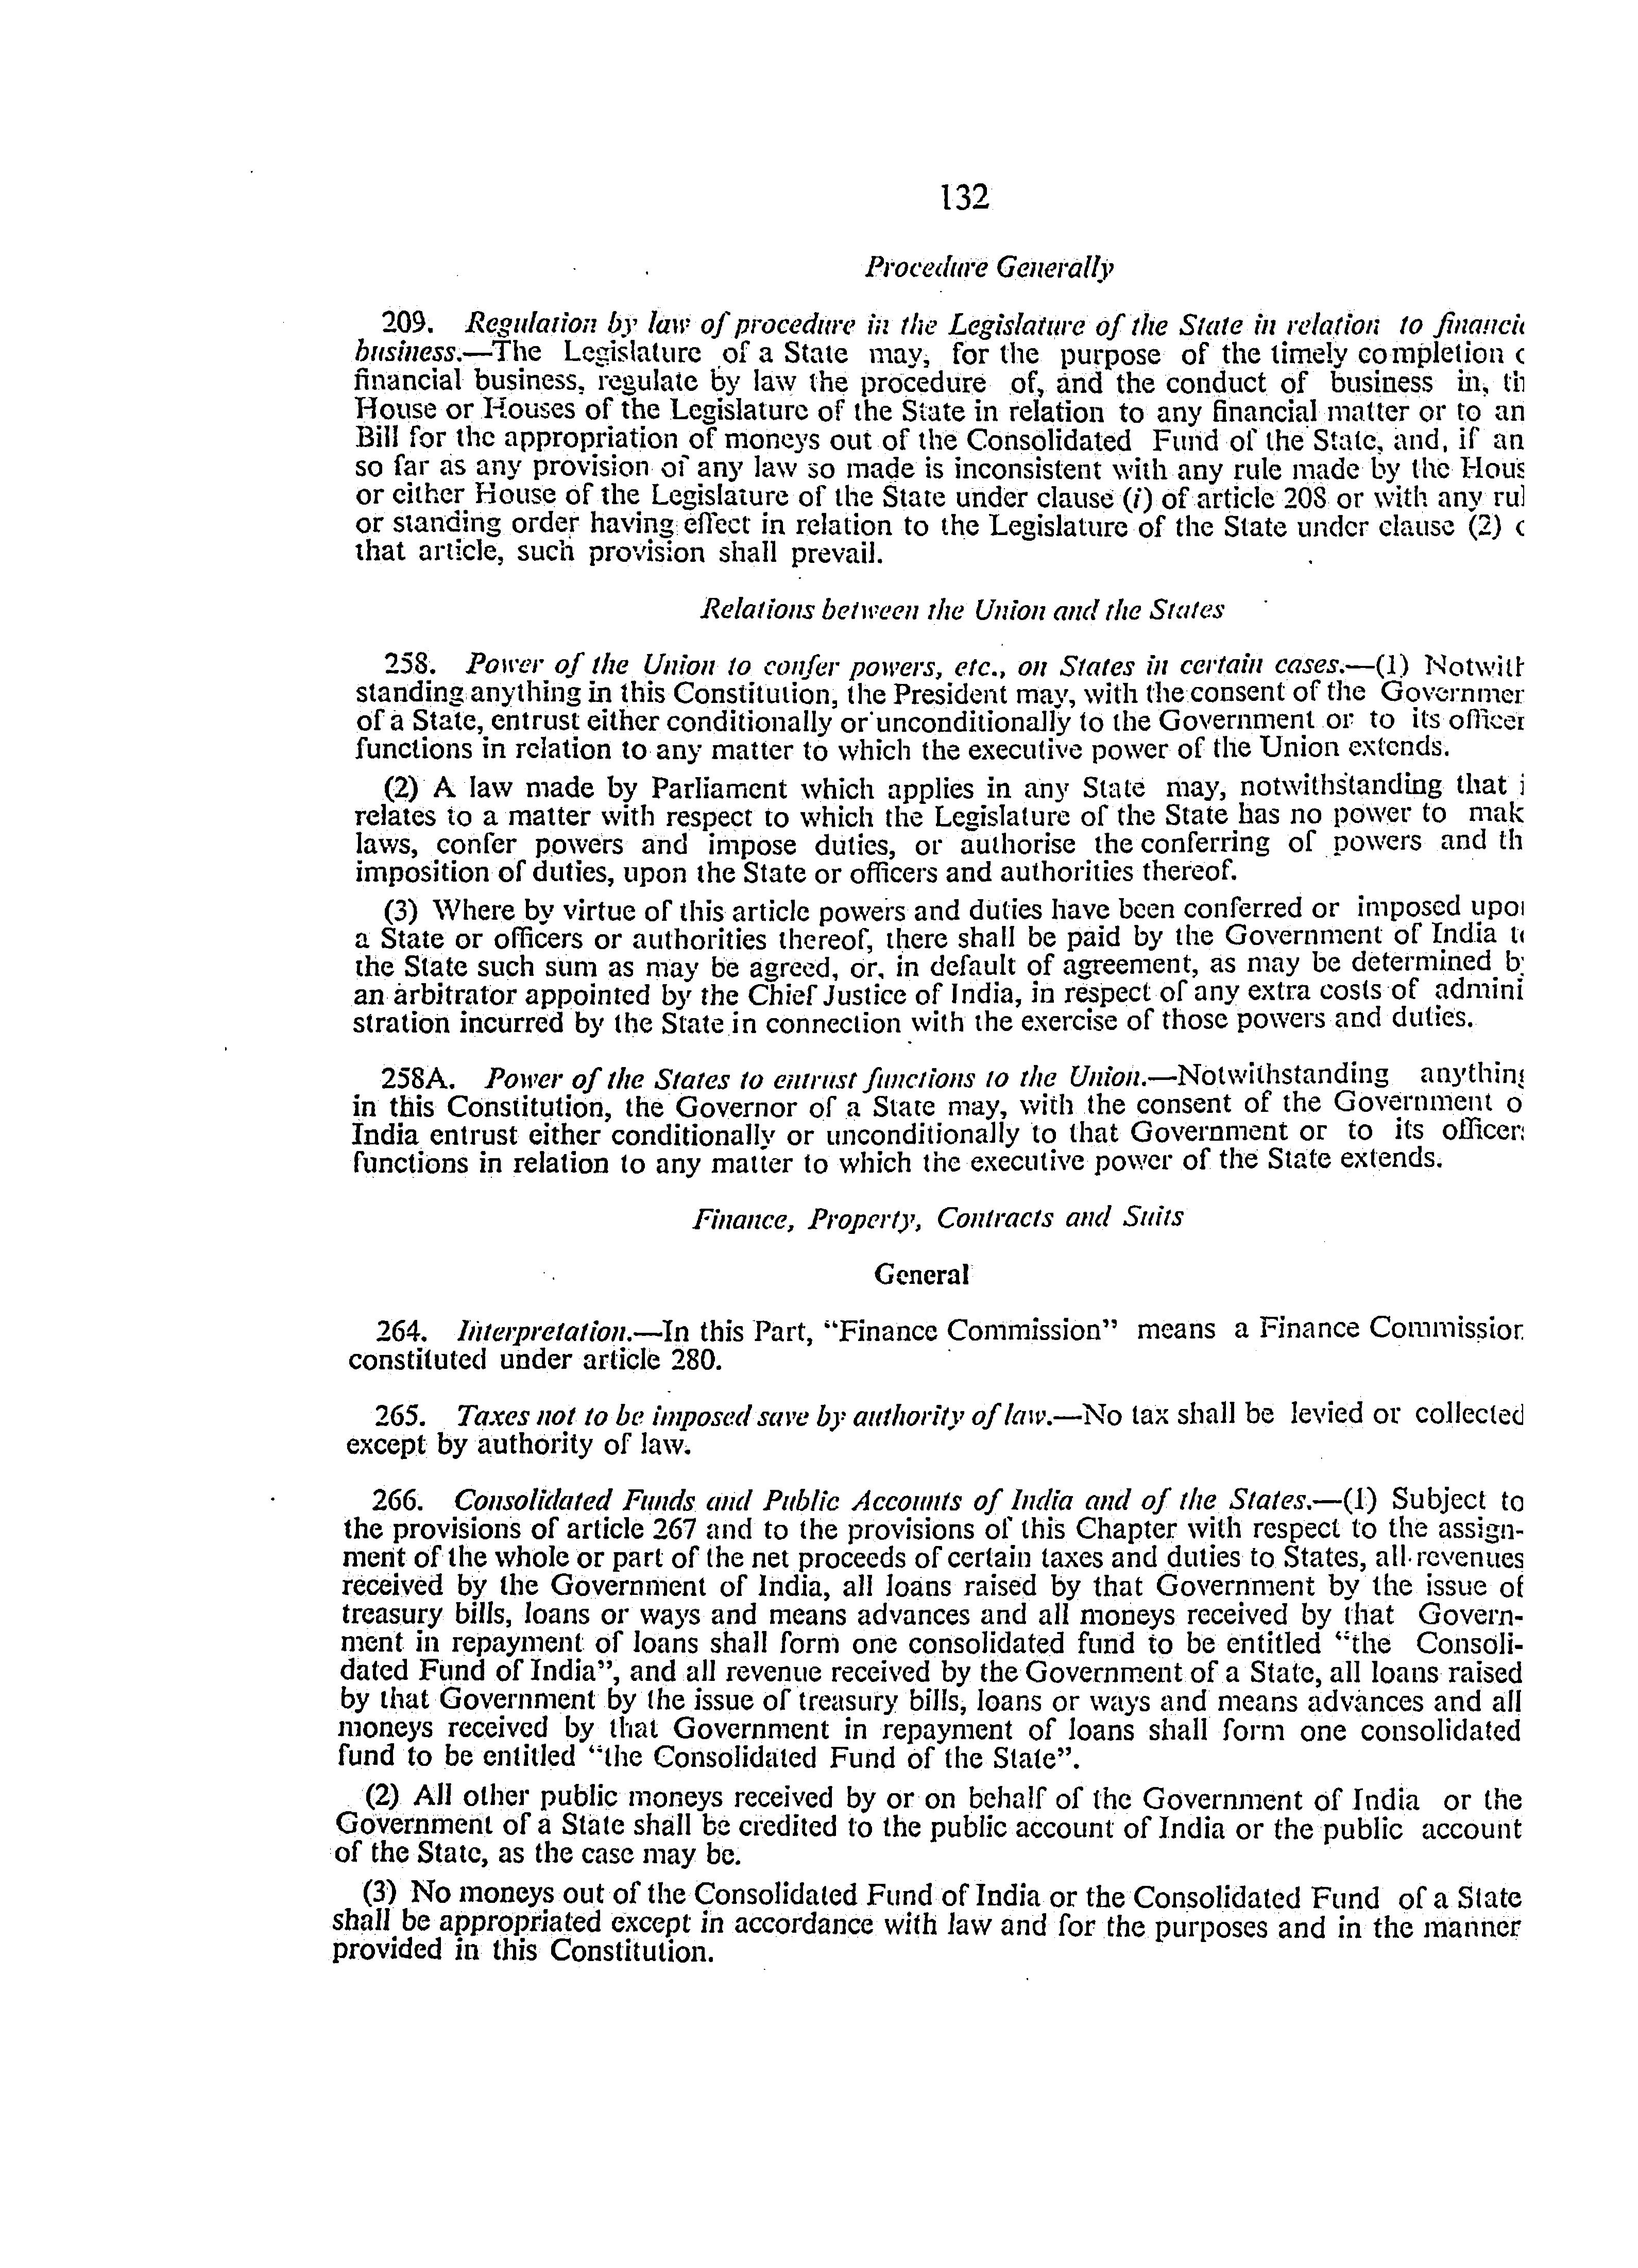 132
Procedure Generally
209. Regulation by law of procedure in the Legislature of the State in relation to
business.—The Legislature of a State may, for the purpose of the timely completion
financial business, regulate by law the procedure of, and the conduct of business in,
House or Houses of the Legislature of the State in relation to any financial matter or to an
Bill for the appropriation of moneys out of the Consolidated Fund of the State, and, if an
so far as any provision of any law so made is inconsistent with any rule made by the
or either House of the Legislature of the State under clause (i) of article 208 or with any
or standing order having effect in relation to the Legislature of the State under clause (2)
that article, such provision shall prevail.
Relations between the Union and the States
258. Power of the Union to confer powers, etc., on States in certain cases.—(1)
standing anything in this Constitution, the President may, with the consent of the
of a State, entrust either conditionally or unconditionally to the Government or to its officer
functions in relation to any matter to which the executive power of the Union extends.
(2) A law made by Parliament which applies in any State may, notwithstanding that
relates to a matter with respect to which the Legislature of the State has no power to mak
laws, confer powers and impose duties, or authorise the conferring of powers and th
imposition of duties, upon the State or officers and authorities thereof.
(3) Where by virtue of this article powers and duties have been conferred or imposed
a State or officers or authorities thereof, there shall be paid by the Government of India
the State such sum as may be agreed, or, in default of agreement, as may be determined
an arbitrator appointed by the Chief Justice of India, in respect of any extra costs of admini
stration incurred by the State in connection with the exercise of those powers and duties.
258A. Power of the States to entrust functions to the Union.—Notwithstanding anything
in this Constitution, the Governor of a State may, with the consent of the Government o
India entrust either conditionally or unconditionally to that Government or to its officers
functions in relation to any matter to which the executive power of the State extends.
Finance, Property, Contracts and Suits
General
264. Interpretation.—In this Part, “Finance Commission” means a Finance Commission
constituted under article 280.
265. Taxes not to be imposed save by authority of law.—No tax shall be levied or collected
except by authority of law.
266. Consolidated Funds and Public Accounts of India and of the States.—(1) Subject to
the provisions of article 267 and to the provisions of this Chapter with respect to the assign-
ment of the whole or part of the net proceeds of certain taxes and duties to States, all revenues
received by the Government of India, all loans raised by that Government by the issue of
treasury bills, loans or ways and means advances and all moneys received by that Govern-
ment in repayment of loans shall form one consolidated fund to be entitled “the Consoli-
dated Fund of India”, and all revenue received by the Government of a State, all loans raised
by that Government by the issue of treasury bills, loans or ways and means advances and all
moneys received by that Government in repayment of loans shall form one consolidated
fund to be entitled “the Consolidated Fund of the State”.
(2) All other public moneys received by or on behalf of the Government of India or the
Government of a State shall be credited to the public account of India or the public account
of the State, as the case may be.
(3) No moneys out of the Consolidated Fund of India or the Consolidated Fund of a State
shall be appropriated except in accordance with law and for the purposes and in the manner
provided in this Constitution.